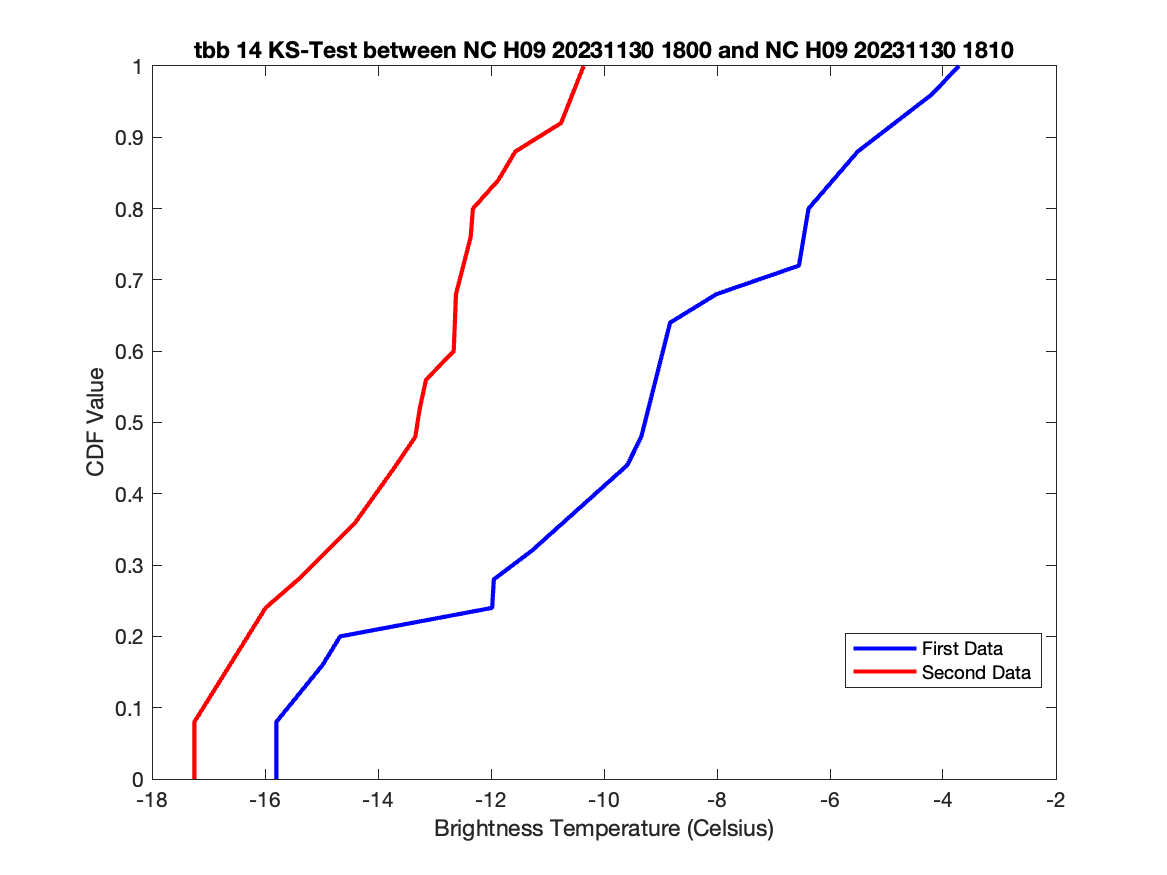 tbb 14 KS-Test between NC H09 20231130 1800 and NC H09 20231130 1810
1
0.9
0.8
0.7
0.6
0.5
0.4
0.3
0.2
0.1
0
CDF Value
First Data
Second Data
-18 -16 -14 -12 -10 -8 -6 -4 -2
Brightness Temperature (Celsius)